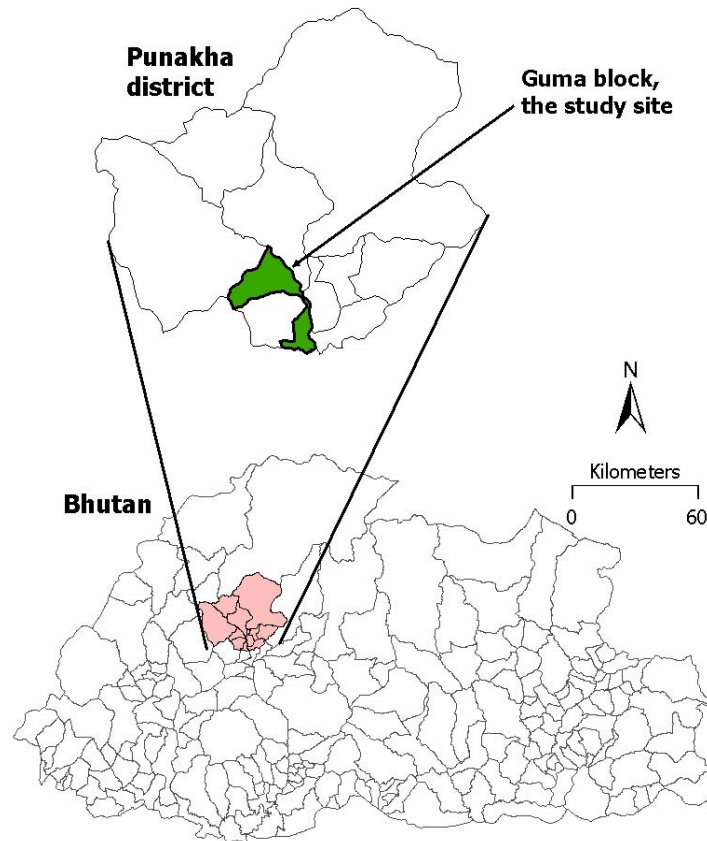 Punakha
district
Guma block,
the study site
N
Kilometers
0 60
Bhutan